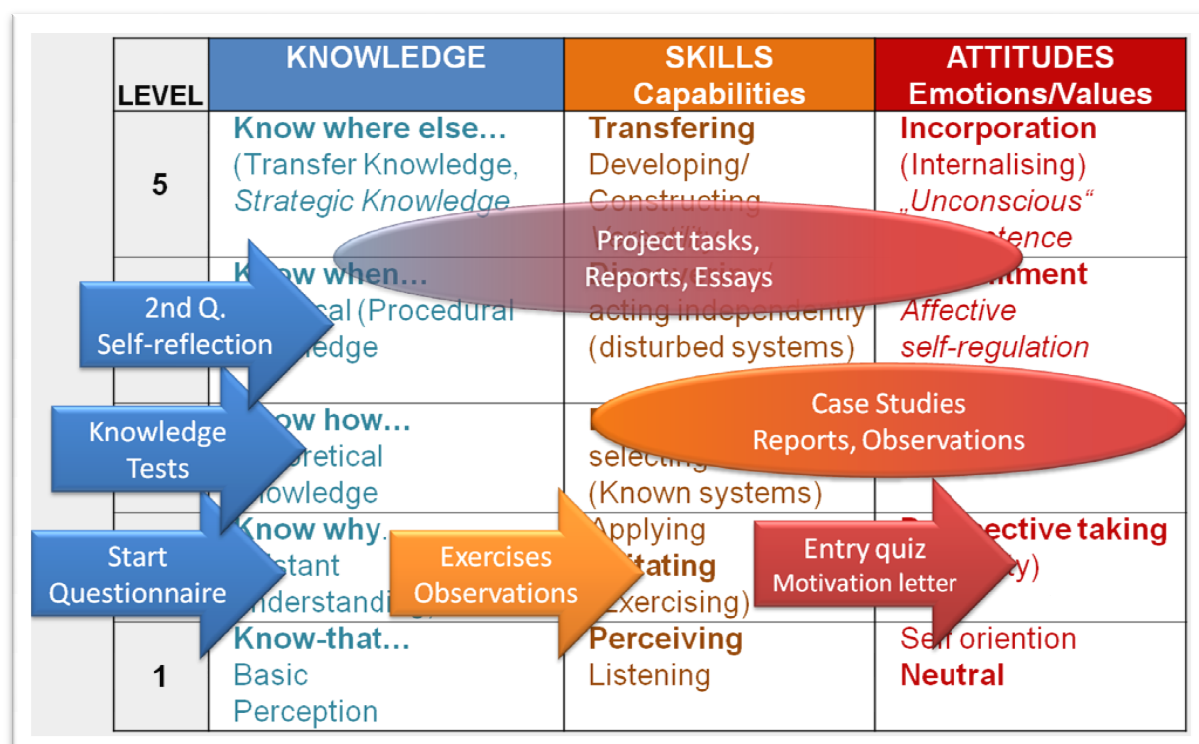 LEVEL
KNOWLEDGE
SKILLS
Capabilities
ATTITUDES
Emotions/Values
5
Know where else…
(Transfer Knowledge,
Strategic Knowledge
Transfering
Developing/
Constructing
Incorporation
(Internalising)
„Unconscious“
Project tasks,
Reports, Essays
2nd Q.
Self-reflection
Know when…
(Procedural
acting independently
(disturbed systems)
Affective
self-regulation
Knowledge
Tests
how…
selecting
(Known systems)
Case Studies
Reports, Observations
Start
Questionnaire
Know why…
Exercises
Observations
Applying
Entry quiz
Motivation letter
taking
1
Know-that…
Basic
Perception
Perceiving
Listening
Self oriention
Neutral